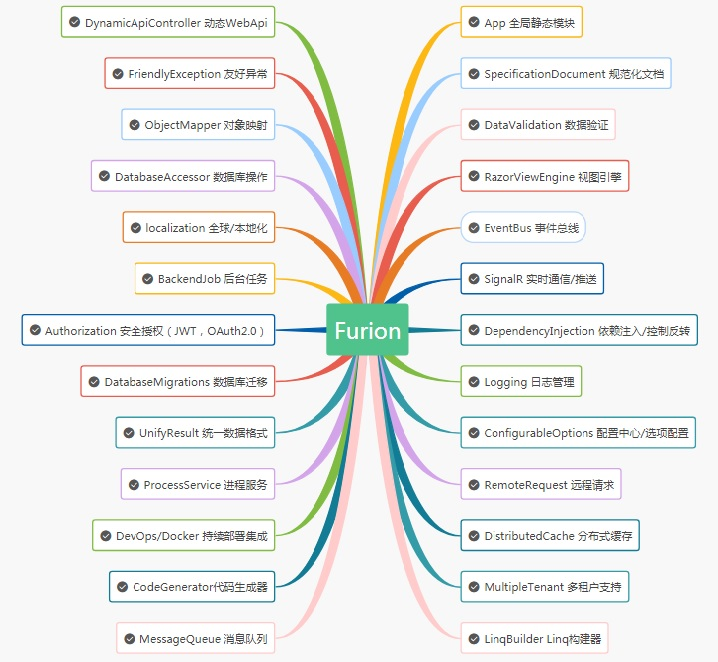 DynamicApiController 动态WebApi
FriendlyException 友好异常
ObjectMapper 对象映射
DatabaseAccessor 数据库操作
localization 全球/本地化
BackendJob 后台任务
Authorization 安全授权（JWT，OAuth2.0）
DatabaseMigrations 数据库迁移
UnifyResult 统一数据格式
ProcessService 进程服务
DevOps/Docker 持续部署集成
CodeGenerator代码生成器
MessageQueue 消息队列
Furion
App 全局静态模块
SpecificationDocument 规范化文档
DataValidation 数据验证
RazorViewEngine 视图引擎
EventBus 事件总线
SignalR 实时通信/推送
DependencyInjection 依赖注入/控制反转
Logging 日志管理
ConfigurableOptions 配置中心/选项配置
RemoteRequest 远程请求
DistributedCache 分布式缓存
MultipleTenant 多租户支持
LinqBuilder Linq构建器